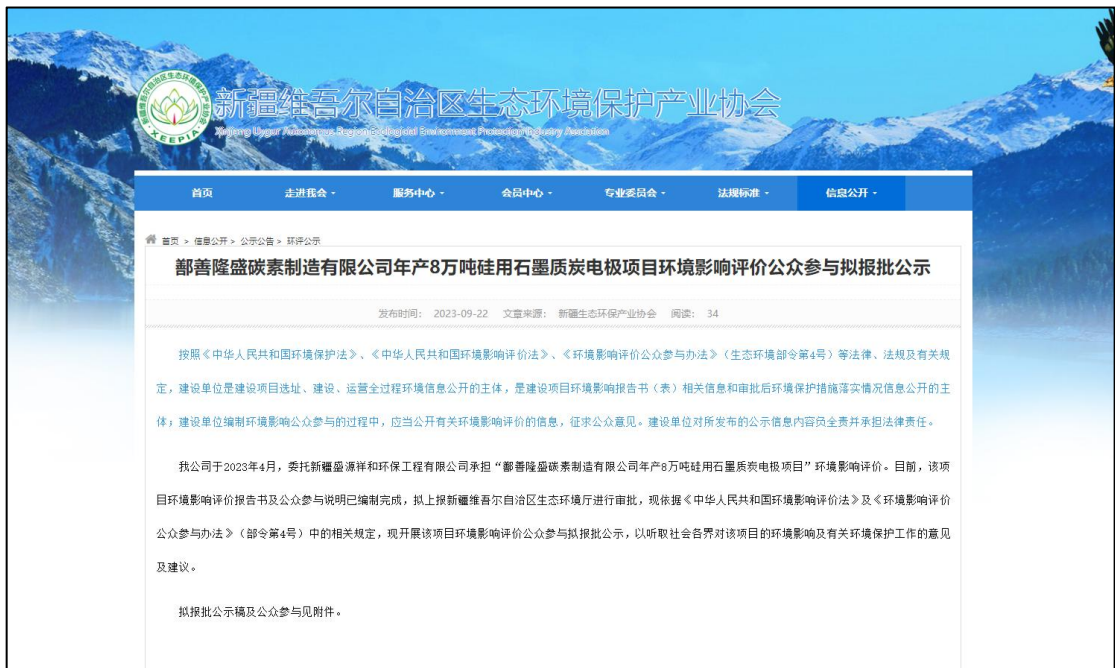 新疆维吾尔自治区生态环境保护产业协会
Xinjiang Uygur Autonomous Region Ecological Environment Protection Industry Association
XEEPIA
首页 走进我会 服务中心 会员中心 专业委员会 法规标准 信息公开
首页 > 信息公开 > 公示公告 > 环评公示
鄯善隆盛碳素制造有限公司年产8万吨硅用石墨质炭电极项目环境影响评价公众参与拟报批公示
发布时间: 2023-09-22 文章来源: 新疆生态环保产业协会 阅读: 34
按照《中华人民共和国环境保护法》、《中华人民共和国环境影响评价法》、《环境影响评价公众参与办法》（生态环境部令第4号）等法律、法规及有关规
定，建设单位是建设项目选址、建设、运营全过程环境信息公开的主体，是建设项目环境影响报告书（表）相关信息和审批后环境保护措施落实情况信息公开的主
体；建设单位编制环境影响公众参与的过程中，应当公开有关环境影响评价的信息，征求公众意见。建设单位对所发布的公示信息内容负全责并承担法律责任。
我公司于2023年4月，委托新疆盛源祥和环保工程有限公司承担“鄯善隆盛碳素制造有限公司年产8万吨硅用石墨质炭电极项目”环境影响评价。目前，该项
目环境影响评价报告书及公众参与说明已编制完成，拟上报新疆维吾尔自治区生态环境厅进行审批，现依据《中华人民共和国环境影响评价法》及《环境影响评价
公众参与办法》（部令第4号）中的相关规定，现开展该项目环境影响评价公众参与拟报批公示，以听取社会各界对该项目的环境影响及有关环境保护工作的意见
及建议。
拟报批公示稿及公众参与见附件。